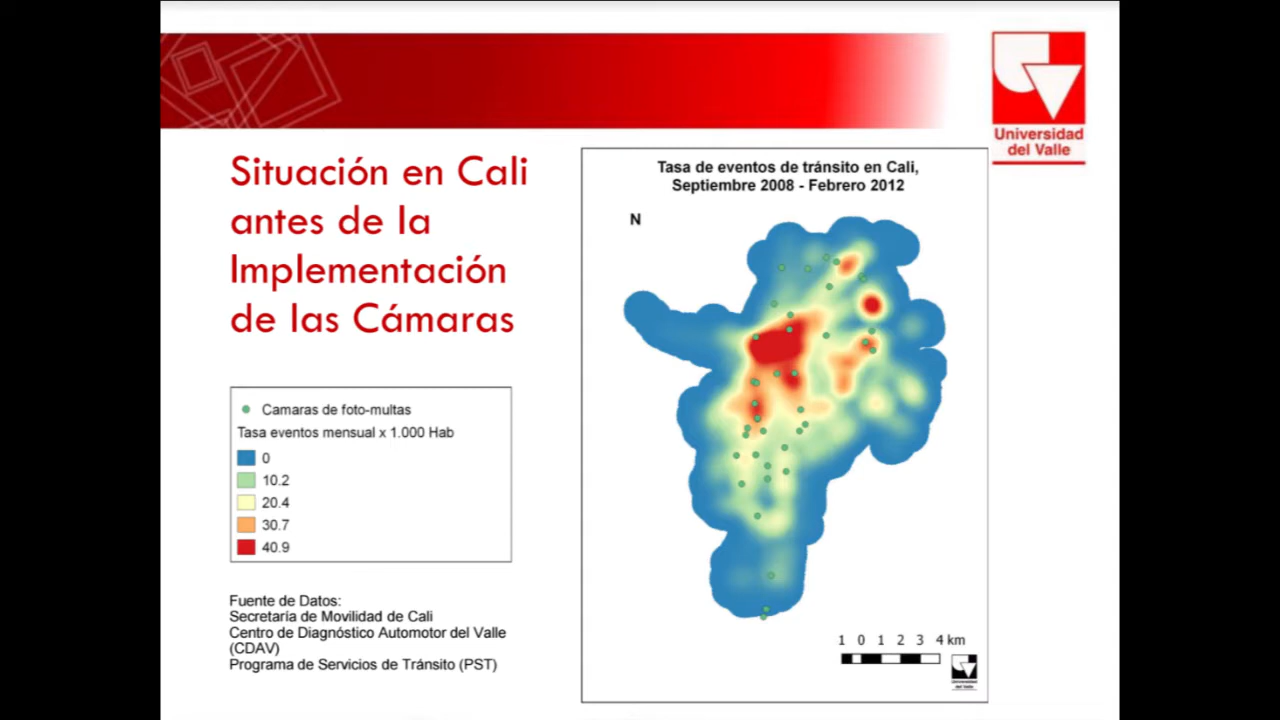 Universidad
del Valle
Situación en Cali
antes de la
Implementación
de las Cámaras
Camaras de foto-multas
Tasa eventos mensual x 1.000 Hab
0
10.2
20.4
30.7
40.9
Fuente de Datos:
Secretaría de Movilidad de Cali
Centro de Diagnóstico Automotor del Valle
(CDAV)
Programa de Servicios de Tránsito (PST)
Tasa de eventos de tránsito en Cali,
Septiembre 2008 - Febrero 2012
N
1 0 1 2 3 4 km
Universidad
del Valle